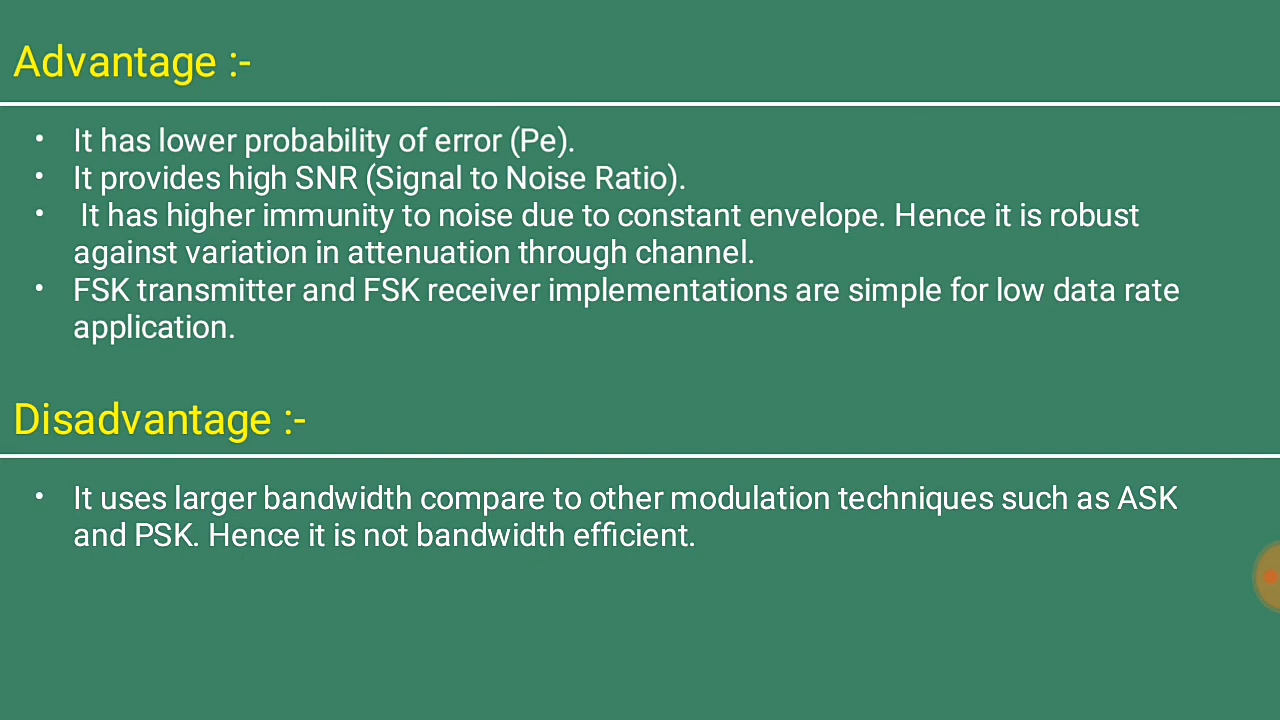 Advantage :-
• It has lower probability of error (Pe).
• It provides high SNR (Signal to Noise Ratio).
• It has higher immunity to noise due to constant envelope. Hence it is robust
against variation in attenuation through channel.
• FSK transmitter and FSK receiver implementations are simple for low data rate
application.
Disadvantage :-
• It uses larger bandwidth compare to other modulation techniques such as ASK
and PSK. Hence it is not bandwidth efficient.